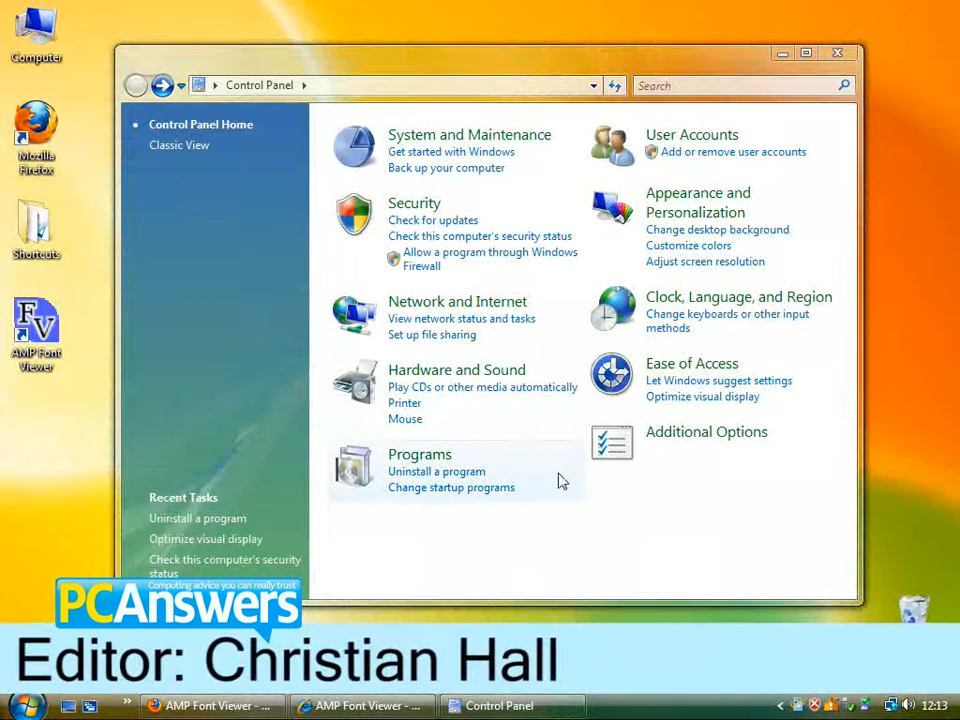 Computer
Mozilla
Firefox
Shortcuts
FV
AMP Font
Viewer
Control Panel
Search
Control Panel Home
Classic View
System and Maintenance
Get started with Windows
Back up your computer
Security
Check for updates
Check this computer's security status
Allow a program through Windows
Firewall
Network and Internet
View network status and tasks
Set up file sharing
Hardware and Sound
Play CDs or other media automatically
Printer
Mouse
Programs
Uninstall a program
Change startup programs
User Accounts
Add or remove user accounts
Appearance and
Personalization
Change desktop background
Customize colors
Adjust screen resolution
Clock, Language, and Region
Change keyboards or other input
methods
Ease of Access
Let Windows suggest settings
Optimize visual display
Additional Options
Recent Tasks
Uninstall a program
Optimize visual display
Check this computer's security
status
Computing advice you can really trust
PCAnswers
Editor: Christian Hall
AMP Font Viewer - ...
AMP Font Viewer - ...
Control Panel
12:13